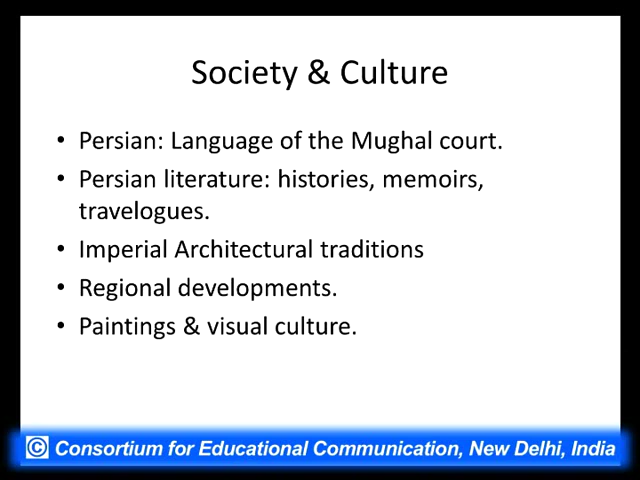 Society & Culture
• Persian: Language of the Mughal court.
• Persian literature: histories, memoirs,
travelogues.
• Imperial Architectural traditions
• Regional developments.
• Paintings & visual culture.
© Consortium for Educational Communication, New Delhi, India